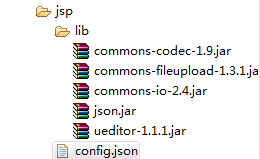 jsp
lib
commons-codec-1.9.jar
commons-fileupload-1.3.1.ja
commons-io-2.4.jar
json.jar
ueditor-1.1.1.jar
config.json